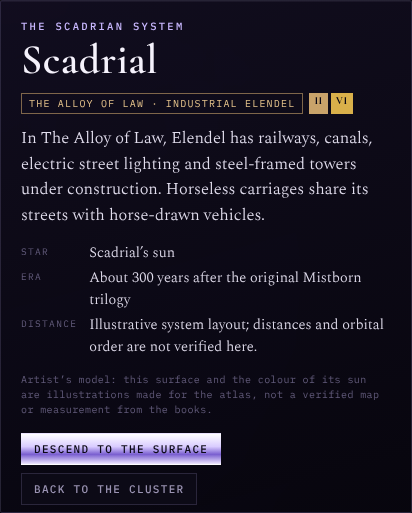 THE SCADRIAN SYSTEM
Scadrial
THE ALLOY OF LAW · INDUSTRIAL ELENDEL II VI
In The Alloy of Law, Elendel has railways, canals,
electric street lighting and steel-framed towers
under construction. Horseless carriages share its
streets with horse-drawn vehicles.
STAR Scadrial’s sun
ERA About 300 years after the original Mistborn
trilogy
DISTANCE Illustrative system layout; distances and orbital
order are not verified here.
Artist’s model: this surface and the colour of its sun
are illustrations made for the atlas, not a verified map
or measurement from the books.
DESCEND TO THE SURFACE
BACK TO THE CLUSTER